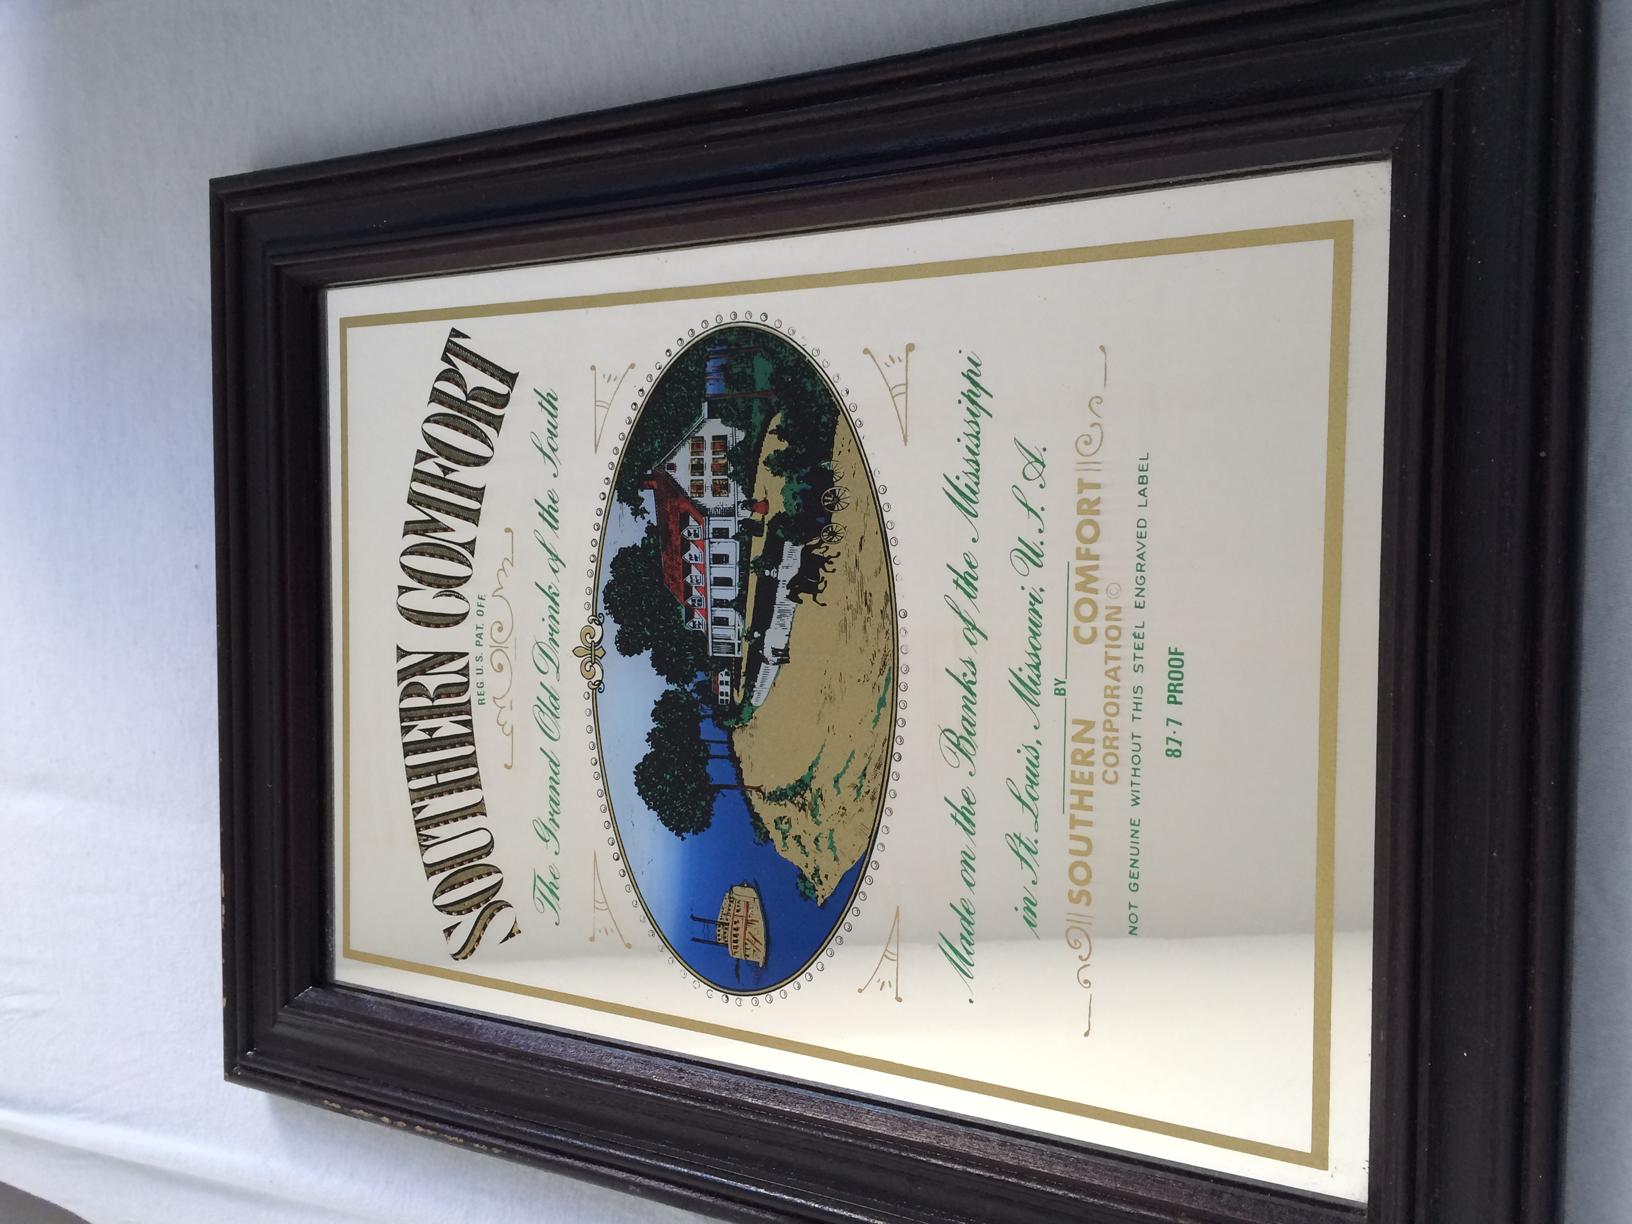 SOUTHERN COMFORT
REG. U.S. PAT. OFF.
The Grand Old Drink of the South
Made on the Banks of the Mississippi
in St. Louis, Missouri, U.S.A.
BY
SOUTHERN COMFORT
CORPORATION ©
NOT GENUINE WITHOUT THIS STEEL ENGRAVED LABEL
87·7 PROOF